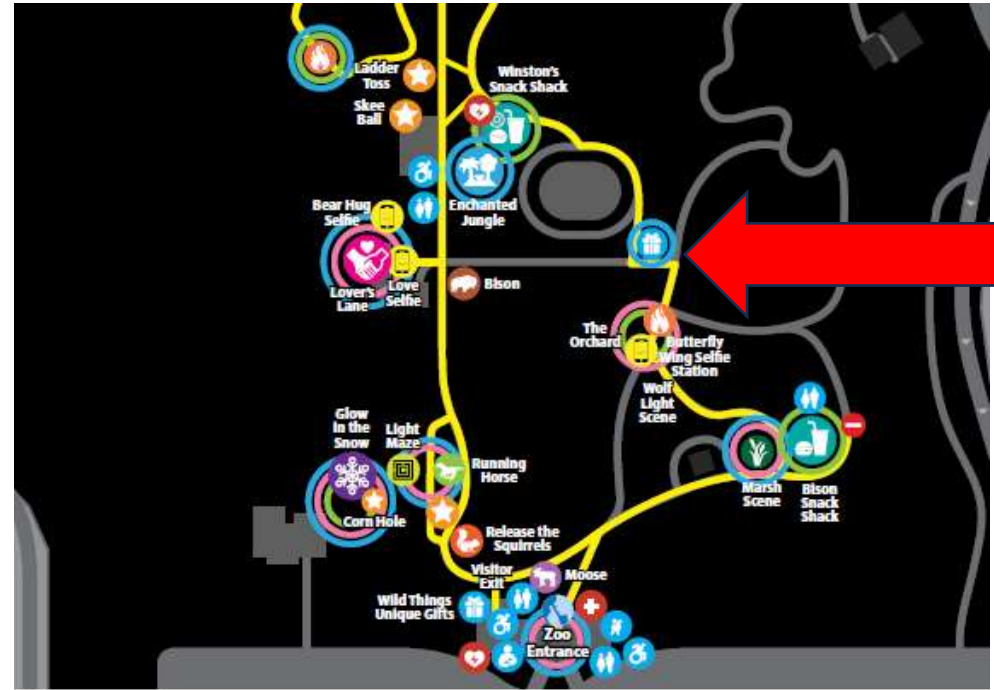 Ladder
Toss
Winston's
Snack Shack
Skee
Ball
Enchanted
Jungle
Bear Hug
Selfie
Lover's
Lane
Love
Selfie
Bison
The
Orchard
Butterfly
Wing Selfie
Station
Wolf
Light
Scene
Glow
in the
Snow
Light
Maze
Running
Horse
Corn Hole
Marsh
Scene
Bison
Snack
Shack
Release the
Squirrels
Visitor
Exit
Moose
Wild Things
Unique Gifts
Zoo
Entrance